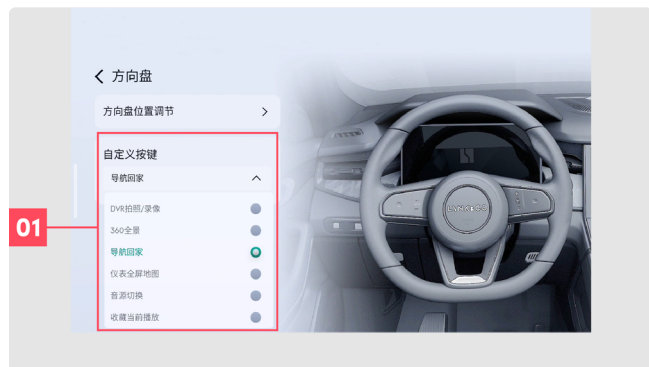 方向盘
方向盘位置调节
自定义按键
导航回家
DVR拍照/录像
360全景
导航回家
仪表全屏地图
音源切换
收藏当前播放
01
LYNK&CO